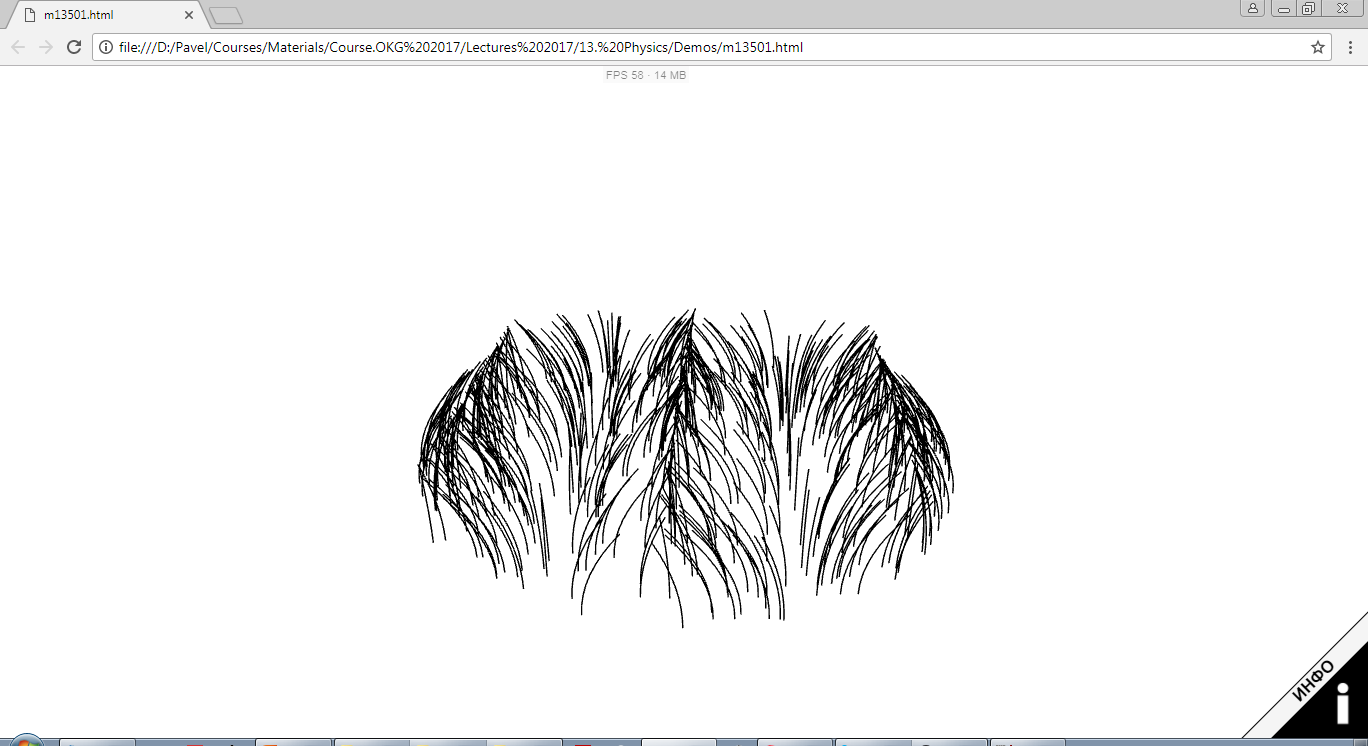 m13501.html
file:///D:/Pavel/Courses/Materials/Course.OKG%202017/Lectures%202017/13.%20Physics/Demos/m13501.html
FPS 58 · 14 MB
ИНФО
i